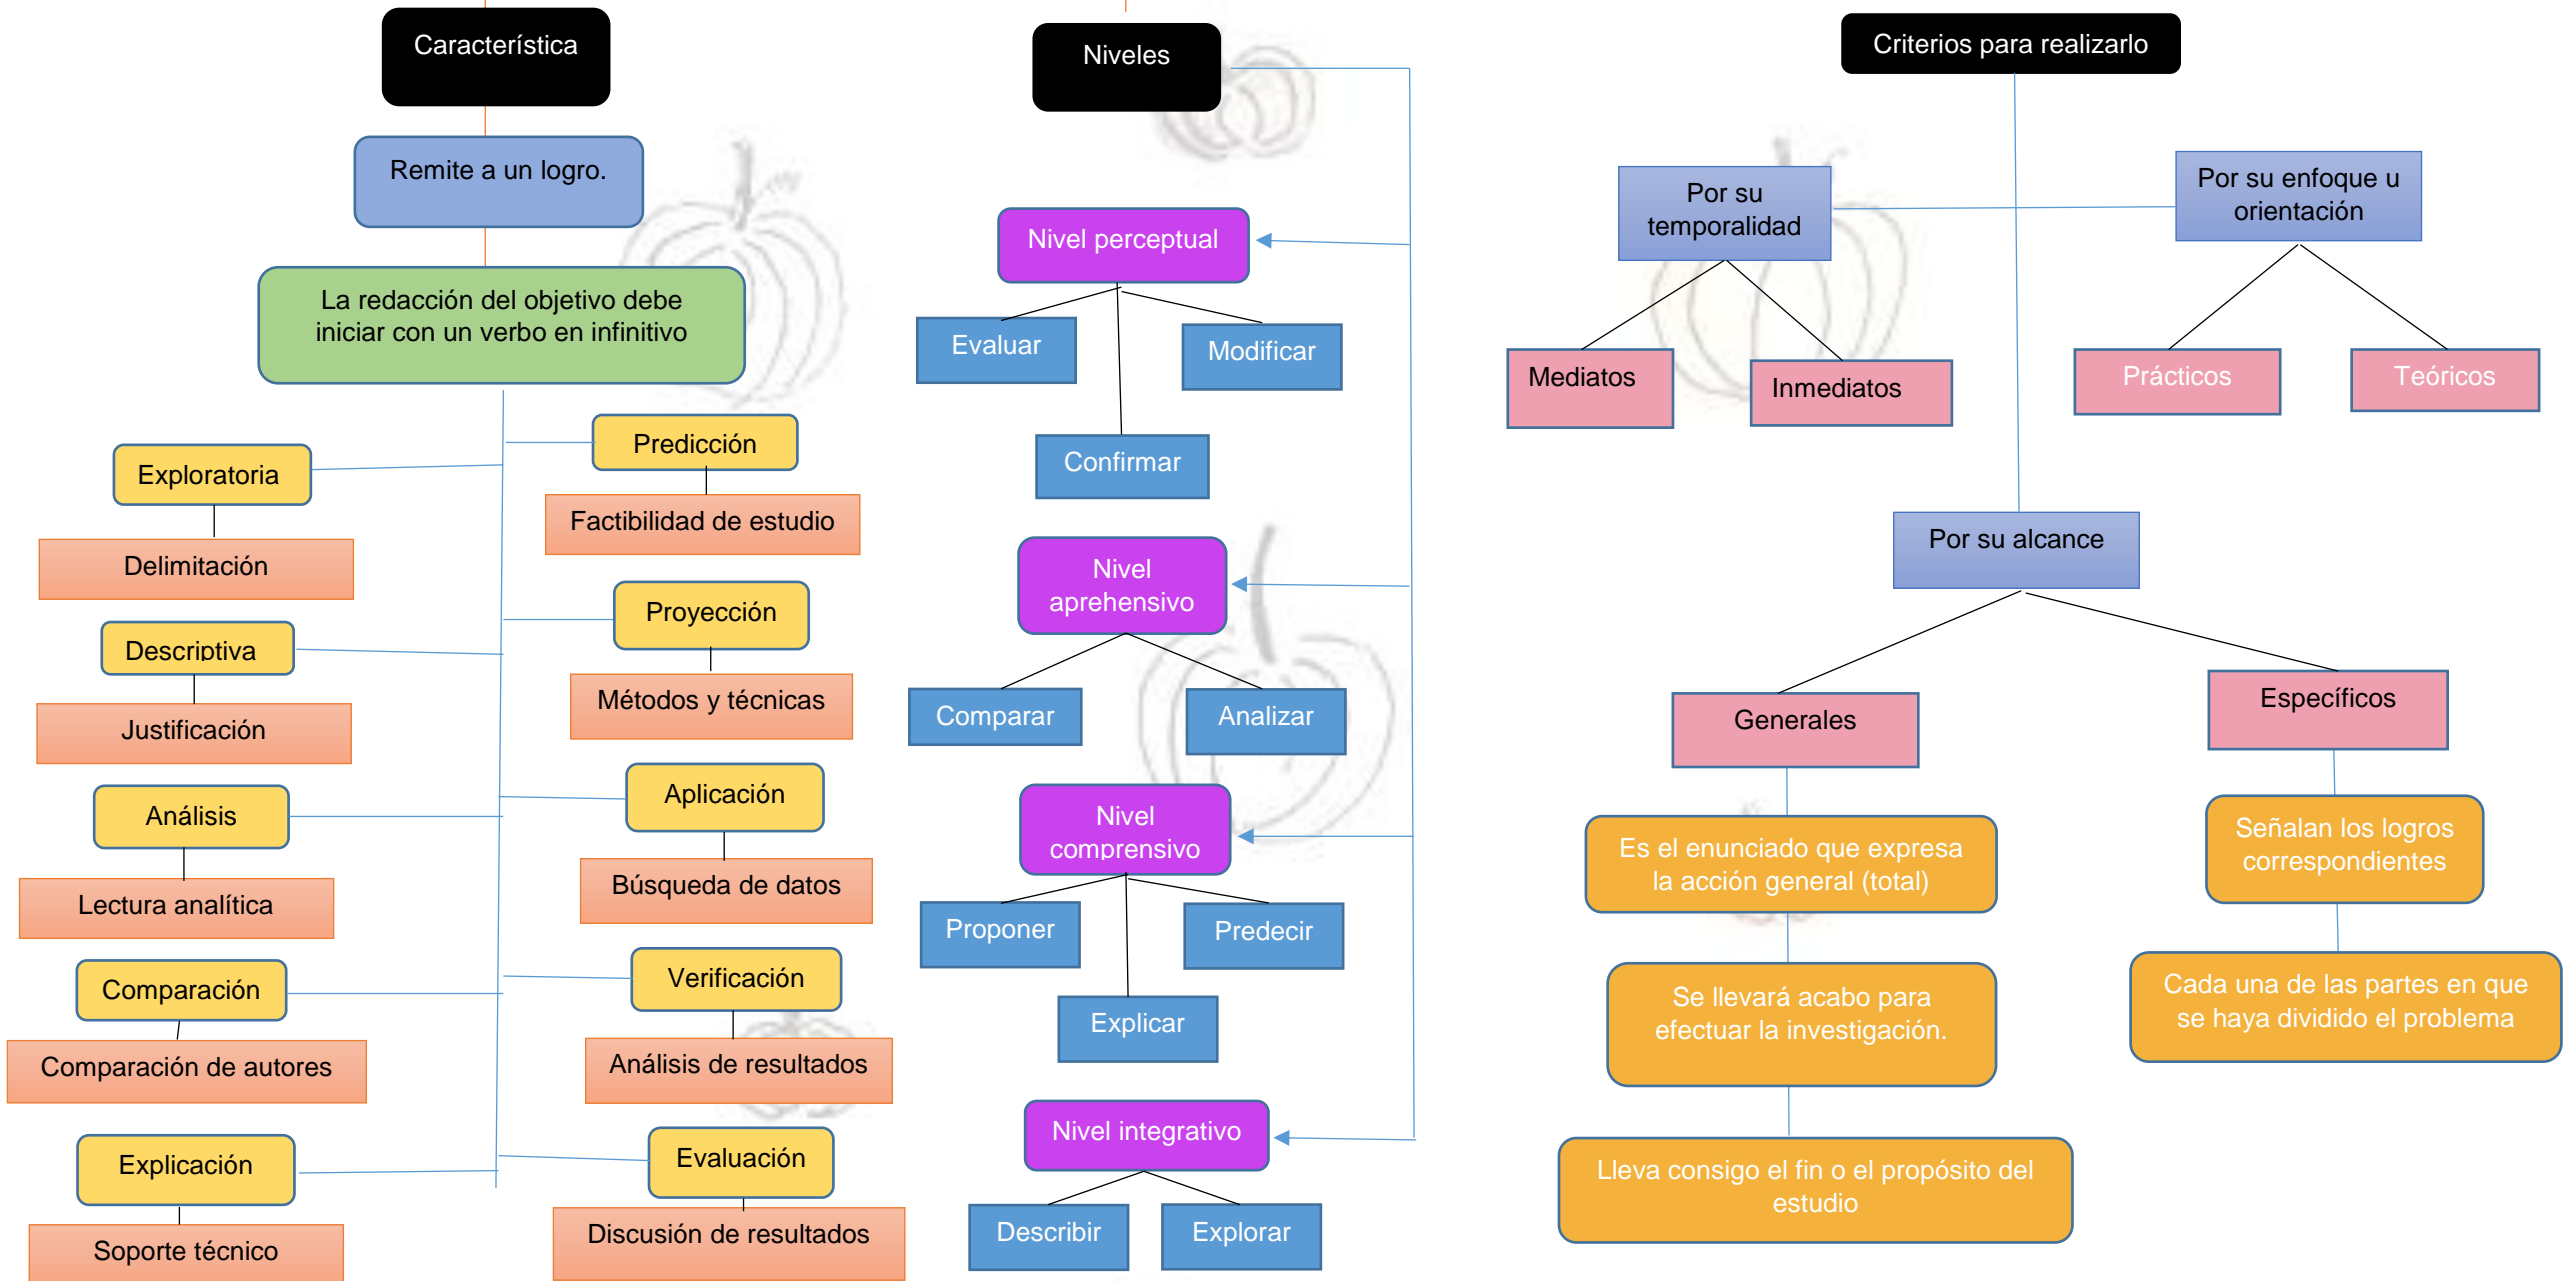 Característica
Remite a un logro.
La redacción del objetivo debe
iniciar con un verbo en infinitivo
Exploratoria
Delimitación
Descriptiva
Justificación
Análisis
Lectura analítica
Comparación
Comparación de autores
Explicación
Soporte técnico
Predicción
Factibilidad de estudio
Proyección
Métodos y técnicas
Aplicación
Búsqueda de datos
Verificación
Análisis de resultados
Evaluación
Discusión de resultados
Niveles
Nivel perceptual
Evaluar
Modificar
Confirmar
Nivel
aprehensivo
Comparar
Analizar
Nivel
comprensivo
Proponer
Predecir
Explicar
Nivel integrativo
Describir
Explorar
Criterios para realizarlo
Por su
temporalidad
Mediatos
Inmediatos
Por su enfoque u
orientación
Prácticos
Teóricos
Por su alcance
Generales
Es el enunciado que expresa
la acción general (total)
Se llevará acabo para
efectuar la investigación.
Lleva consigo el fin o el propósito del
estudio
Específicos
Señalan los logros
correspondientes
Cada una de las partes en que
se haya dividido el problema